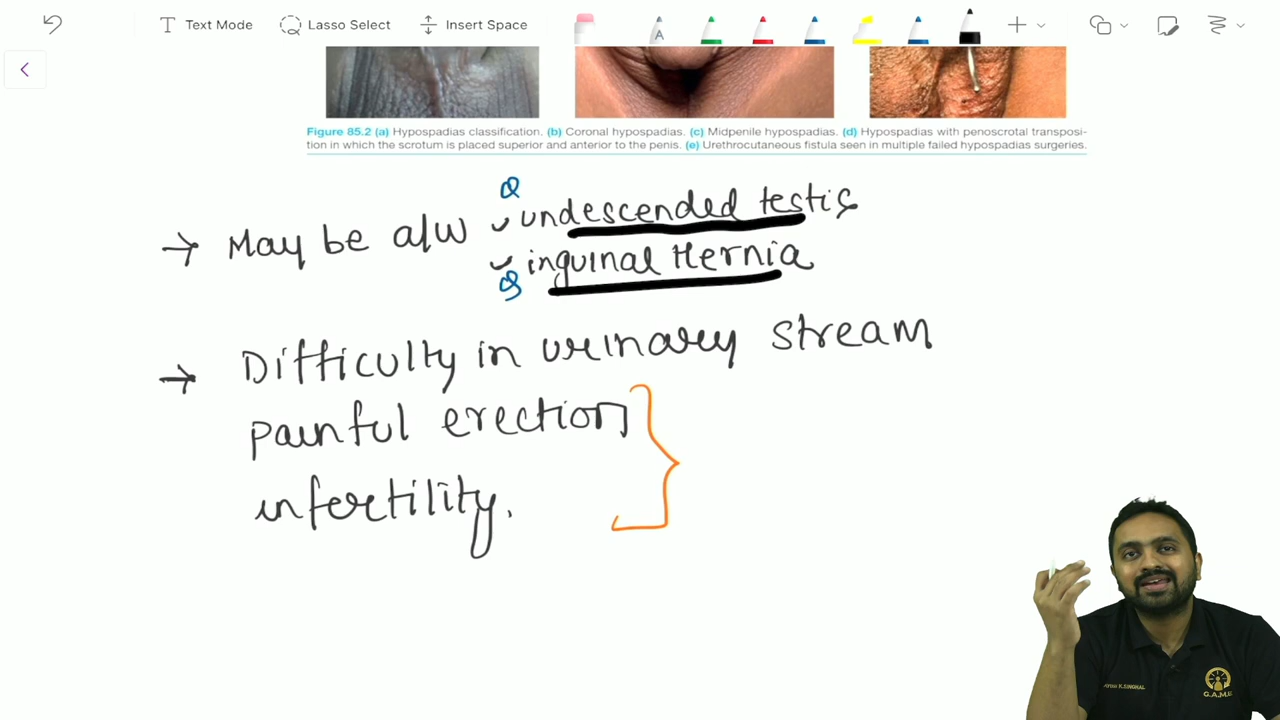 Text Mode Lasso Select Insert Space
Figure 85.2 (a) Hypospadias classification. (b) Coronal hypospadias. (c) Midpenile hypospadias. (d) Hypospadias with penoscrotal transposi-
tion in which the scrotum is placed superior and anterior to the penis. (e) Urethrocutaneous fistula seen in multiple failed hypospadias surgeries.
→ May be a/w undescended testis
inguinal Hernia
→ Difficulty in urinary stream
painful erection
infertility.
G.A.M.E